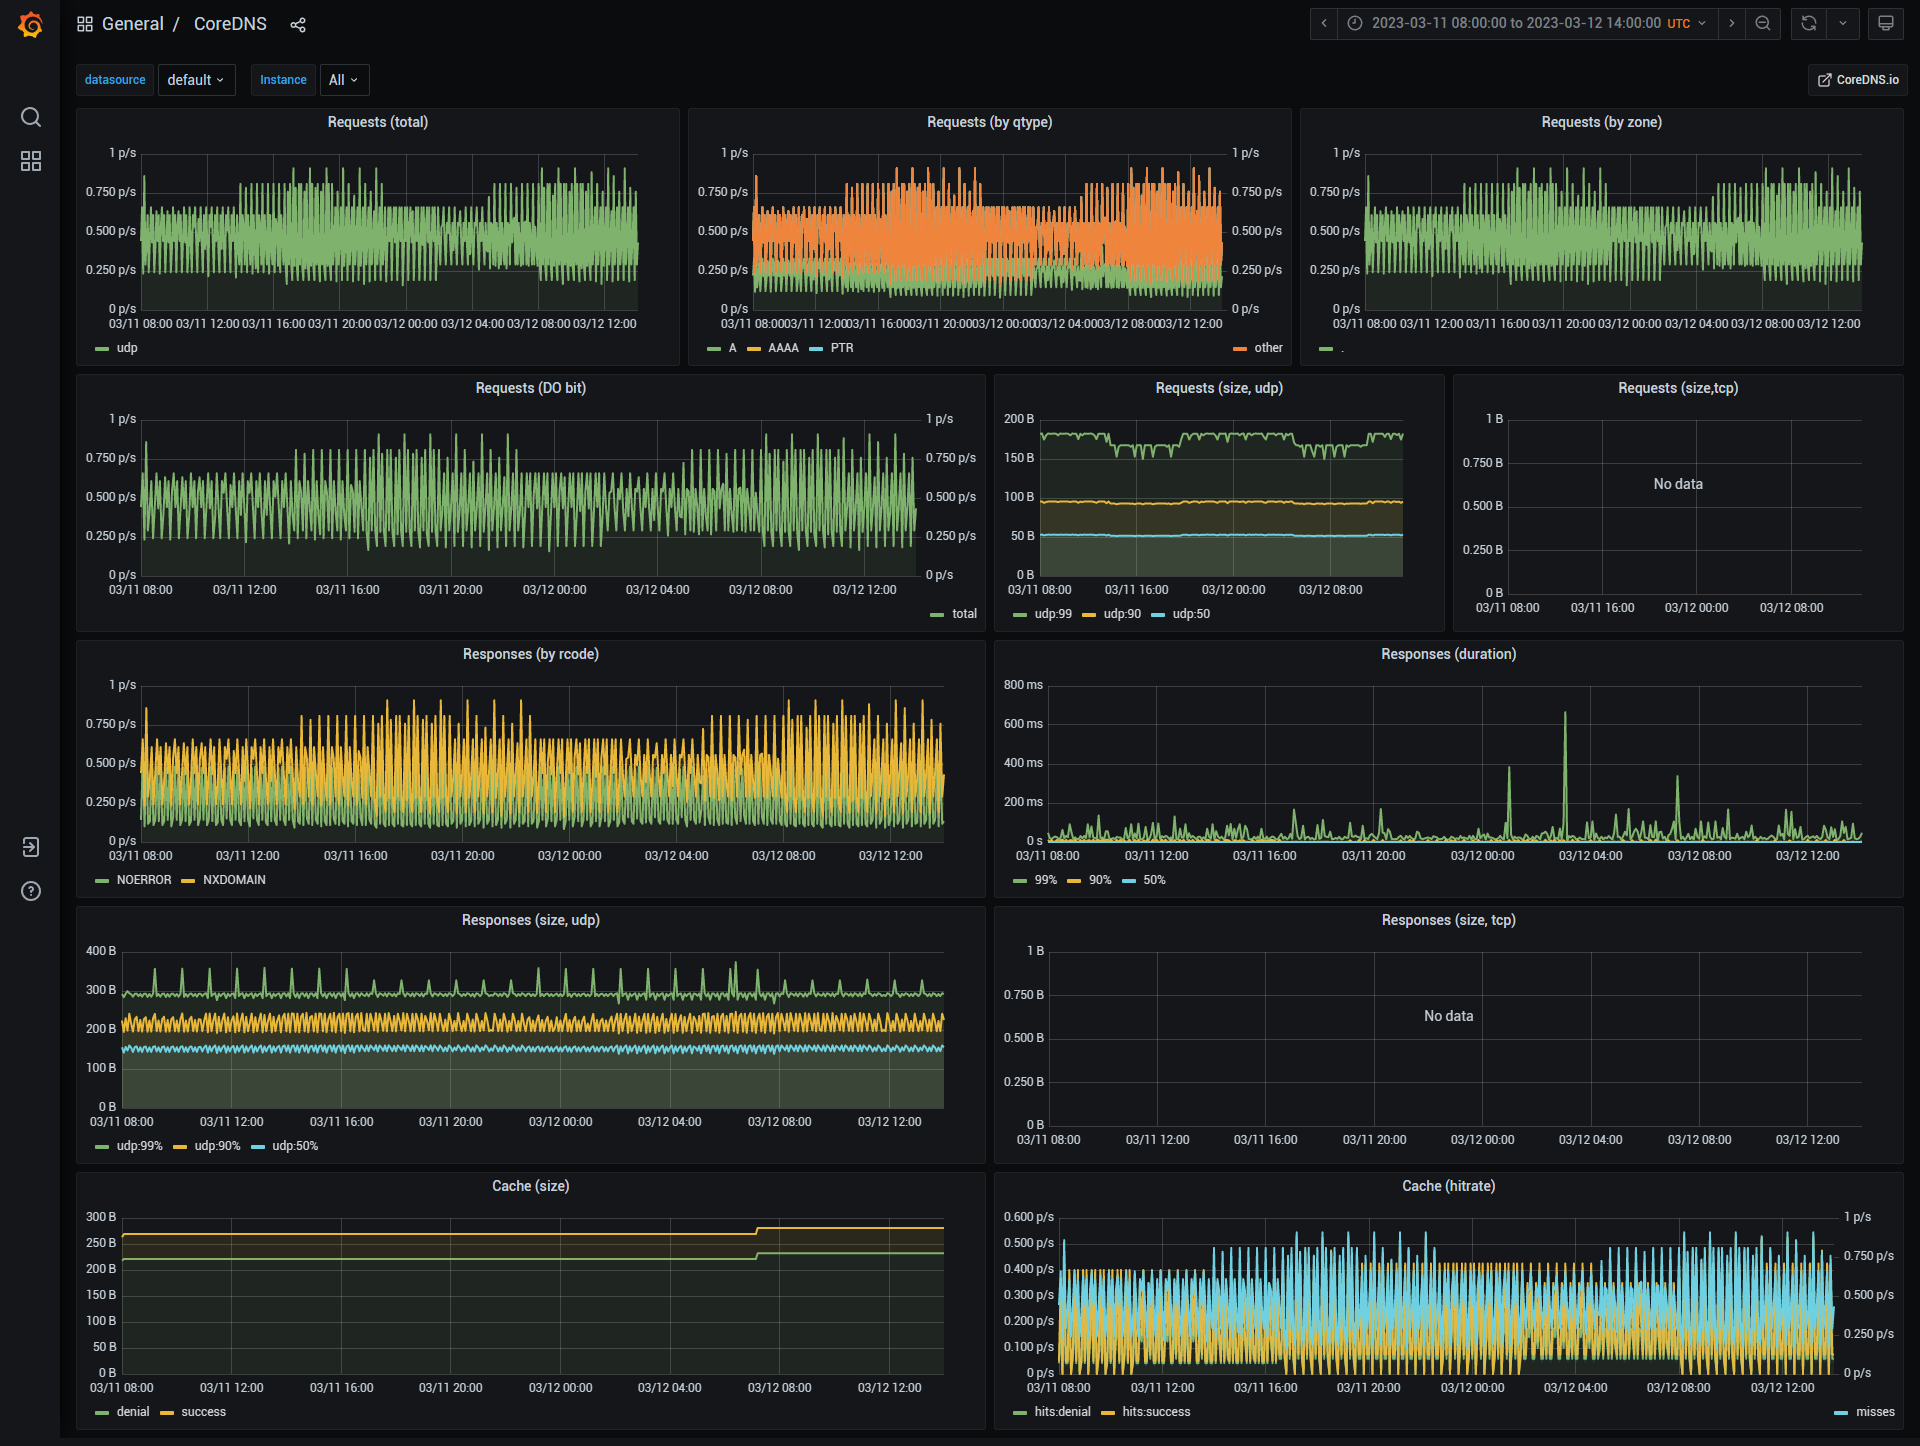 General / CoreDNS
2023-03-11 08:00:00 to 2023-03-12 14:00:00 UTC
datasource default Instance All
CoreDNS.io
Requests (total)
1 p/s
0.750 p/s
0.500 p/s
0.250 p/s
0 p/s
03/11 08:00 03/11 12:00 03/11 16:00 03/11 20:00 03/12 00:00 03/12 04:00 03/12 08:00 03/12 12:00
udp
Requests (by qtype)
1 p/s 1 p/s
0.750 p/s 0.750 p/s
0.500 p/s 0.500 p/s
0.250 p/s 0.250 p/s
0 p/s 0 p/s
03/11 08:00 03/11 12:00 03/11 16:00 03/11 20:00 03/12 00:00 03/12 04:00 03/12 08:00 03/12 12:00
A AAAA PTR other
Requests (by zone)
1 p/s
0.750 p/s
0.500 p/s
0.250 p/s
0 p/s
03/11 08:00 03/11 12:00 03/11 16:00 03/11 20:00 03/12 00:00 03/12 04:00 03/12 08:00 03/12 12:00
.
Requests (DO bit)
1 p/s 1 p/s
0.750 p/s 0.750 p/s
0.500 p/s 0.500 p/s
0.250 p/s 0.250 p/s
0 p/s 0 p/s
03/11 08:00 03/11 12:00 03/11 16:00 03/11 20:00 03/12 00:00 03/12 04:00 03/12 08:00 03/12 12:00
total
Requests (size, udp)
200 B
150 B
100 B
50 B
0 B
03/11 08:00 03/11 16:00 03/12 00:00 03/12 08:00
udp:99 udp:90 udp:50
Requests (size,tcp)
1 B
0.750 B
No data
0.500 B
0.250 B
0 B
03/11 08:00 03/11 16:00 03/12 00:00 03/12 08:00
Responses (by rcode)
1 p/s
0.750 p/s
0.500 p/s
0.250 p/s
0 p/s
03/11 08:00 03/11 12:00 03/11 16:00 03/11 20:00 03/12 00:00 03/12 04:00 03/12 08:00 03/12 12:00
NOERROR NXDOMAIN
Responses (duration)
800 ms
600 ms
400 ms
200 ms
0 s
03/11 08:00 03/11 12:00 03/11 16:00 03/11 20:00 03/12 00:00 03/12 04:00 03/12 08:00 03/12 12:00
99% 90% 50%
Responses (size, udp)
400 B
300 B
200 B
100 B
0 B
03/11 08:00 03/11 12:00 03/11 16:00 03/11 20:00 03/12 00:00 03/12 04:00 03/12 08:00 03/12 12:00
udp:99% udp:90% udp:50%
Responses (size, tcp)
1 B
0.750 B
No data
0.500 B
0.250 B
0 B
03/11 08:00 03/11 12:00 03/11 16:00 03/11 20:00 03/12 00:00 03/12 04:00 03/12 08:00 03/12 12:00
Cache (size)
300 B
250 B
200 B
150 B
100 B
50 B
0 B
03/11 08:00 03/11 12:00 03/11 16:00 03/11 20:00 03/12 00:00 03/12 04:00 03/12 08:00 03/12 12:00
denial success
Cache (hitrate)
0.600 p/s 1 p/s
0.500 p/s
0.750 p/s
0.400 p/s
0.300 p/s 0.500 p/s
0.200 p/s
0.250 p/s
0.100 p/s
0 p/s 0 p/s
03/11 08:00 03/11 12:00 03/11 16:00 03/11 20:00 03/12 00:00 03/12 04:00 03/12 08:00 03/12 12:00
hits:denial hits:success misses